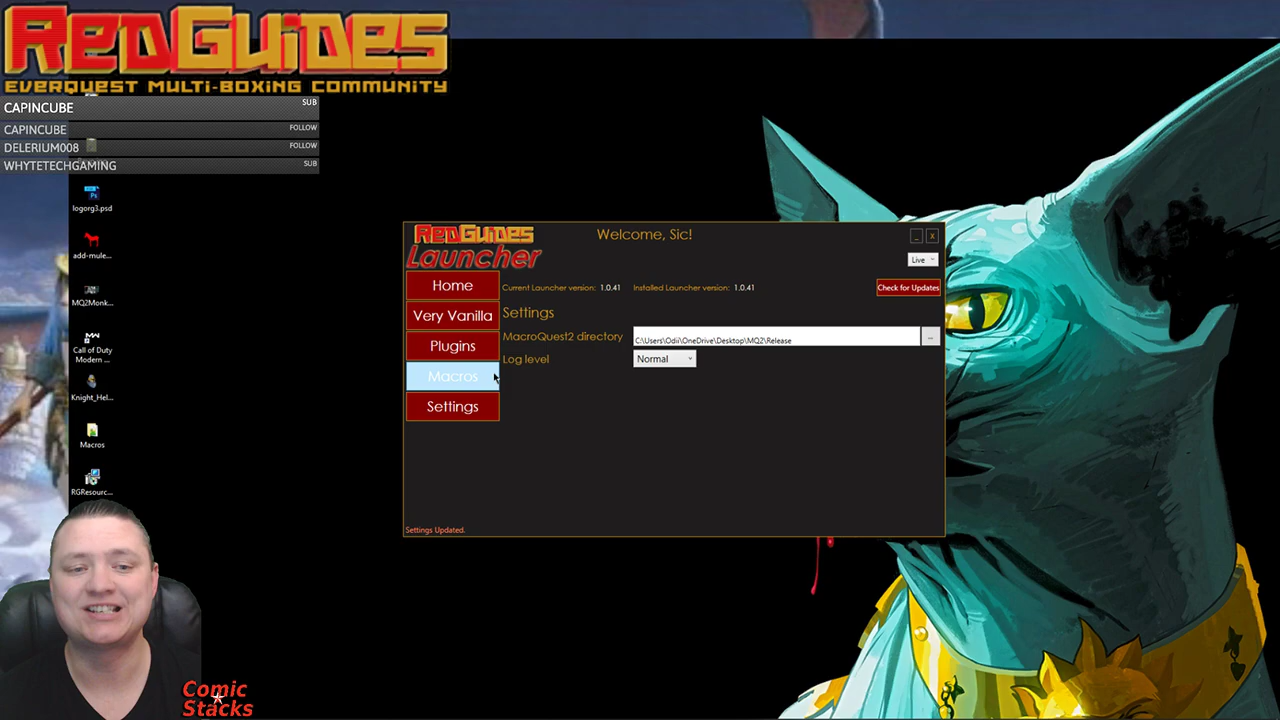 RedGuides
EVERQUEST MULTI-BOXING COMMUNITY
CAPINCUBE SUB
CAPINCUBE FOLLOW
DELERIUM008 FOLLOW
WHYTETECHGAMING SUB
logorg3.psd
add-mule...
MQ2Monk...
Call of Duty
Modern ...
Knight_Hel...
Macros
RGResourc...
RedGuides
Launcher
Welcome, Sic!
_ X
Live
Home
Very Vanilla
Plugins
Macros
Settings
Current Launcher version: 1.0.41 Installed Launcher version: 1.0.41 Check for Updates
Settings
MacroQuest2 directory C:\Users\Odii\OneDrive\Desktop\MQ2\Release ...
Log level Normal
Settings Updated.
Comic
Stacks